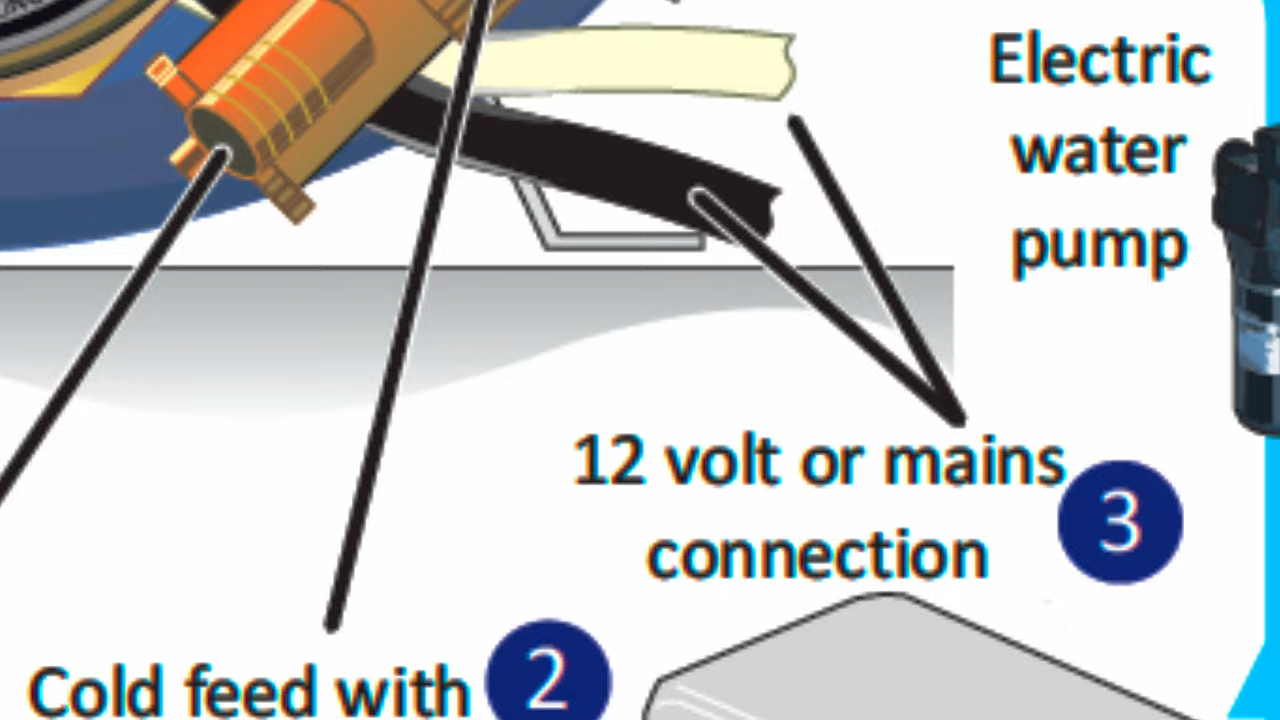 Electric
water
pump
12 volt or mains
connection
3
Cold feed with
2